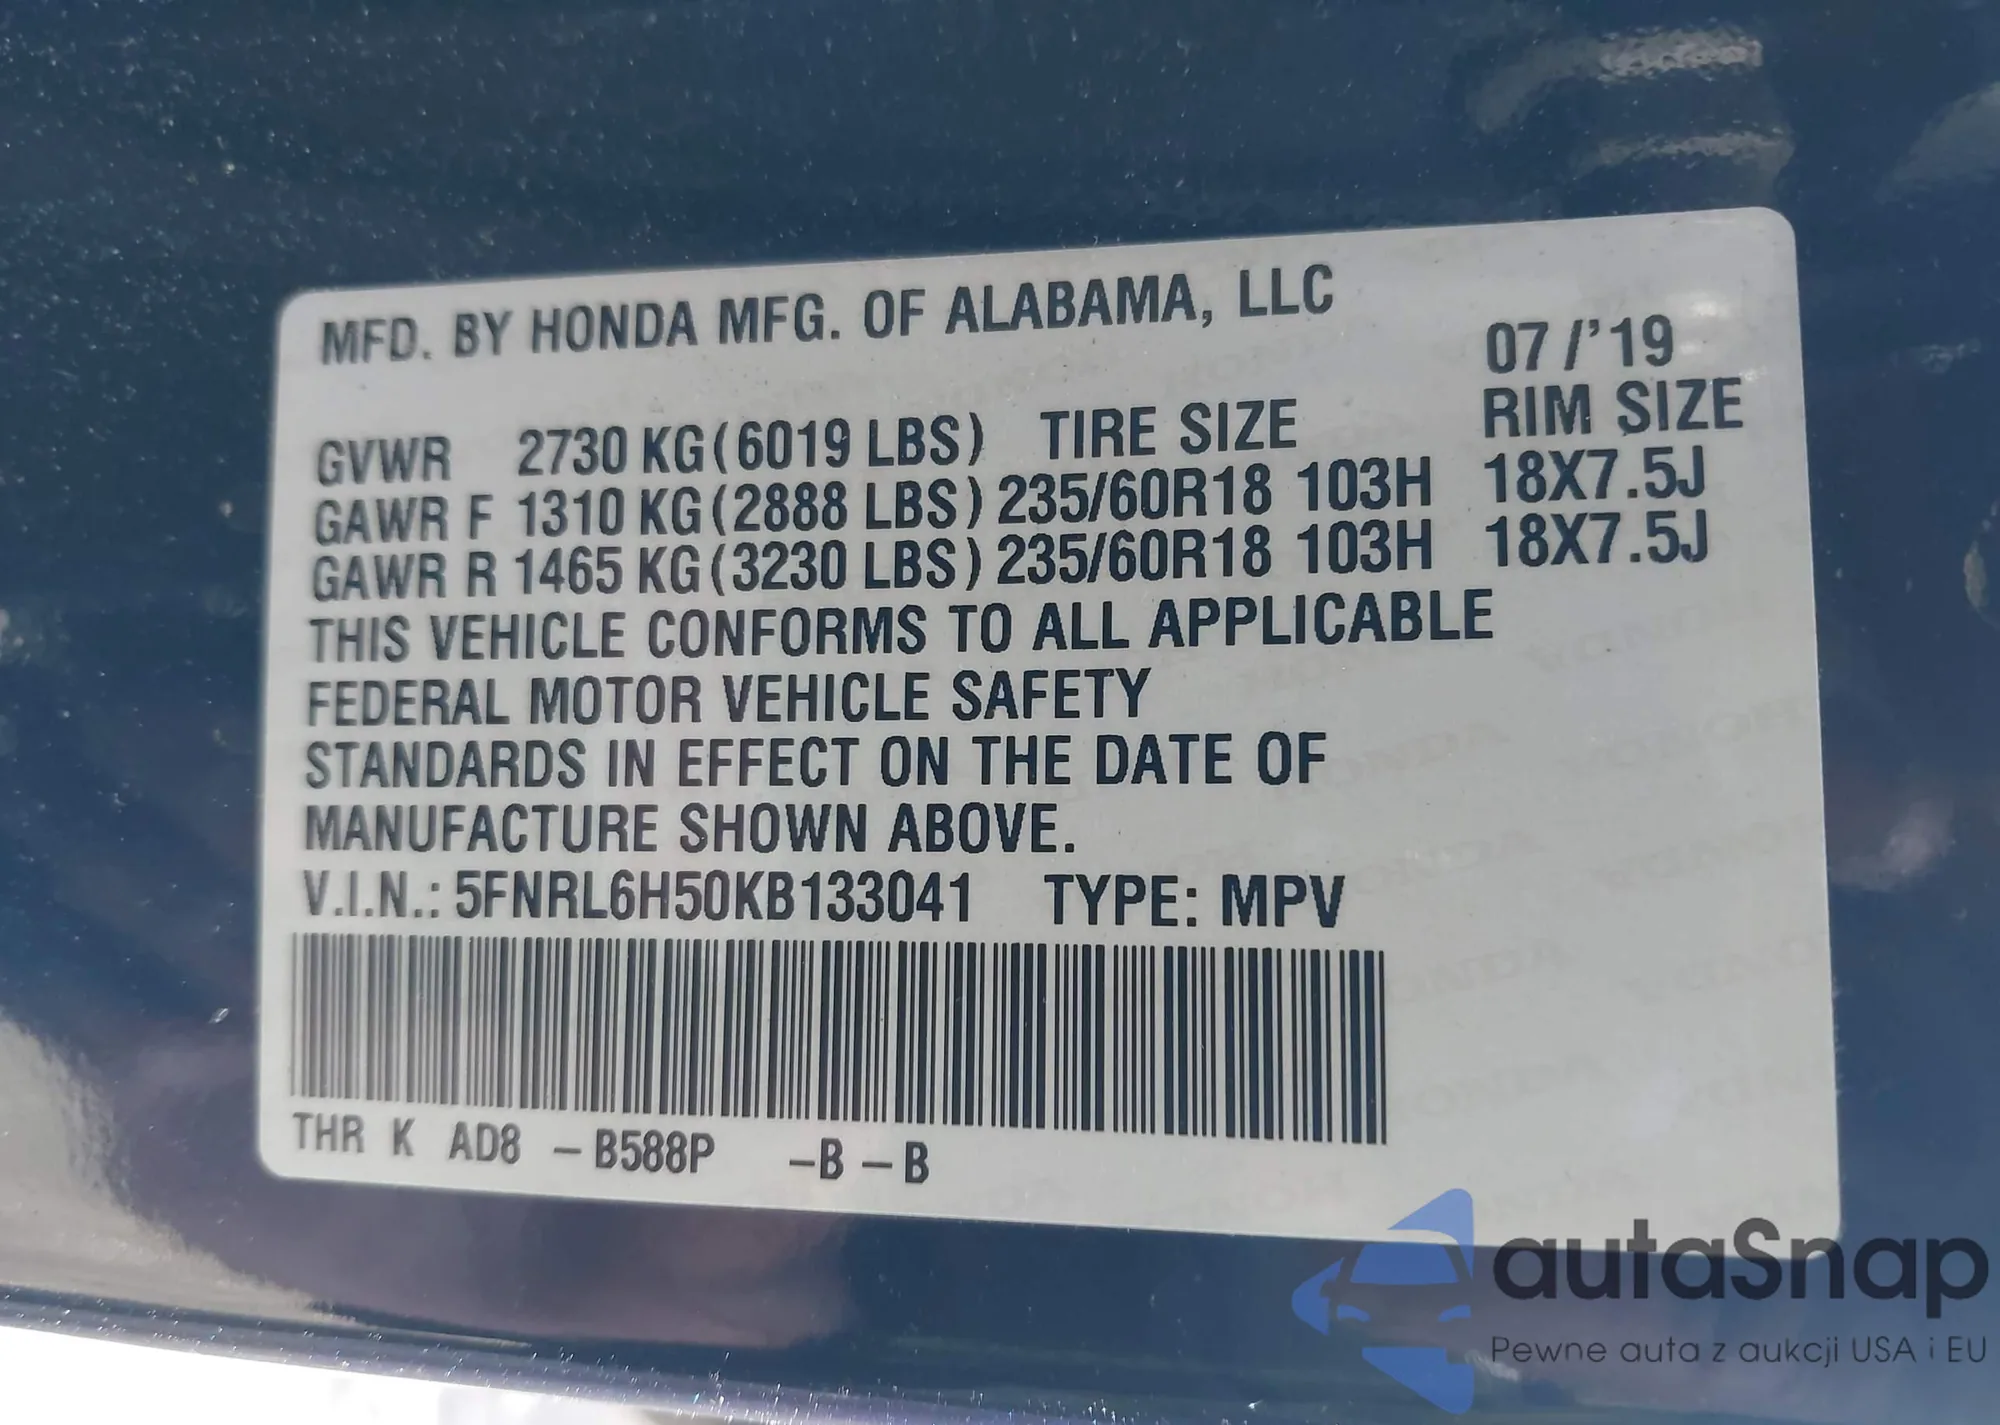 MFD. BY HONDA MFG. OF ALABAMA, LLC
07/'19
GVWR 2730 KG(6019 LBS) TIRE SIZE RIM SIZE
GAWR F 1310 KG(2888 LBS) 235/60R18 103H 18X7.5J
GAWR R 1465 KG(3230 LBS) 235/60R18 103H 18X7.5J
THIS VEHICLE CONFORMS TO ALL APPLICABLE
FEDERAL MOTOR VEHICLE SAFETY
STANDARDS IN EFFECT ON THE DATE OF
MANUFACTURE SHOWN ABOVE.
V.I.N.: 5FNRL6H50KB133041 TYPE: MPV
THR K AD8 -B588P -B-B
autaSnap
Pewne auta z aukcji USA i EU